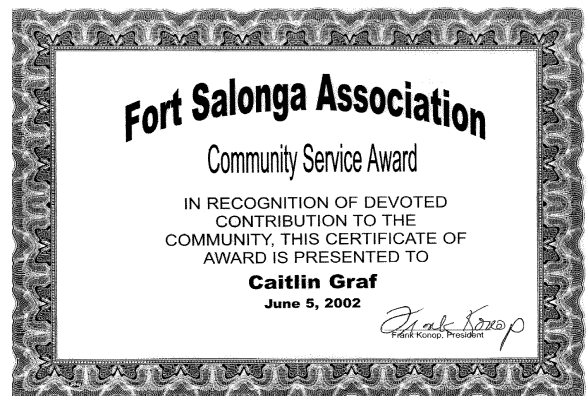 Fort Salonga Association
Community Service Award
IN RECOGNITION OF DEVOTED
CONTRIBUTION TO THE
COMMUNITY, THIS CERTIFICATE OF
AWARD IS PRESENTED TO
Caitlin Graf
June 5, 2002
Frank Konop
Frank Konop, President